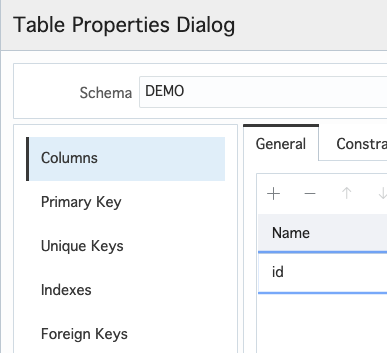 Table Properties Dialog
Schema DEMO
Columns
Primary Key
Unique Keys
Indexes
Foreign Keys
General Constra
Name
id